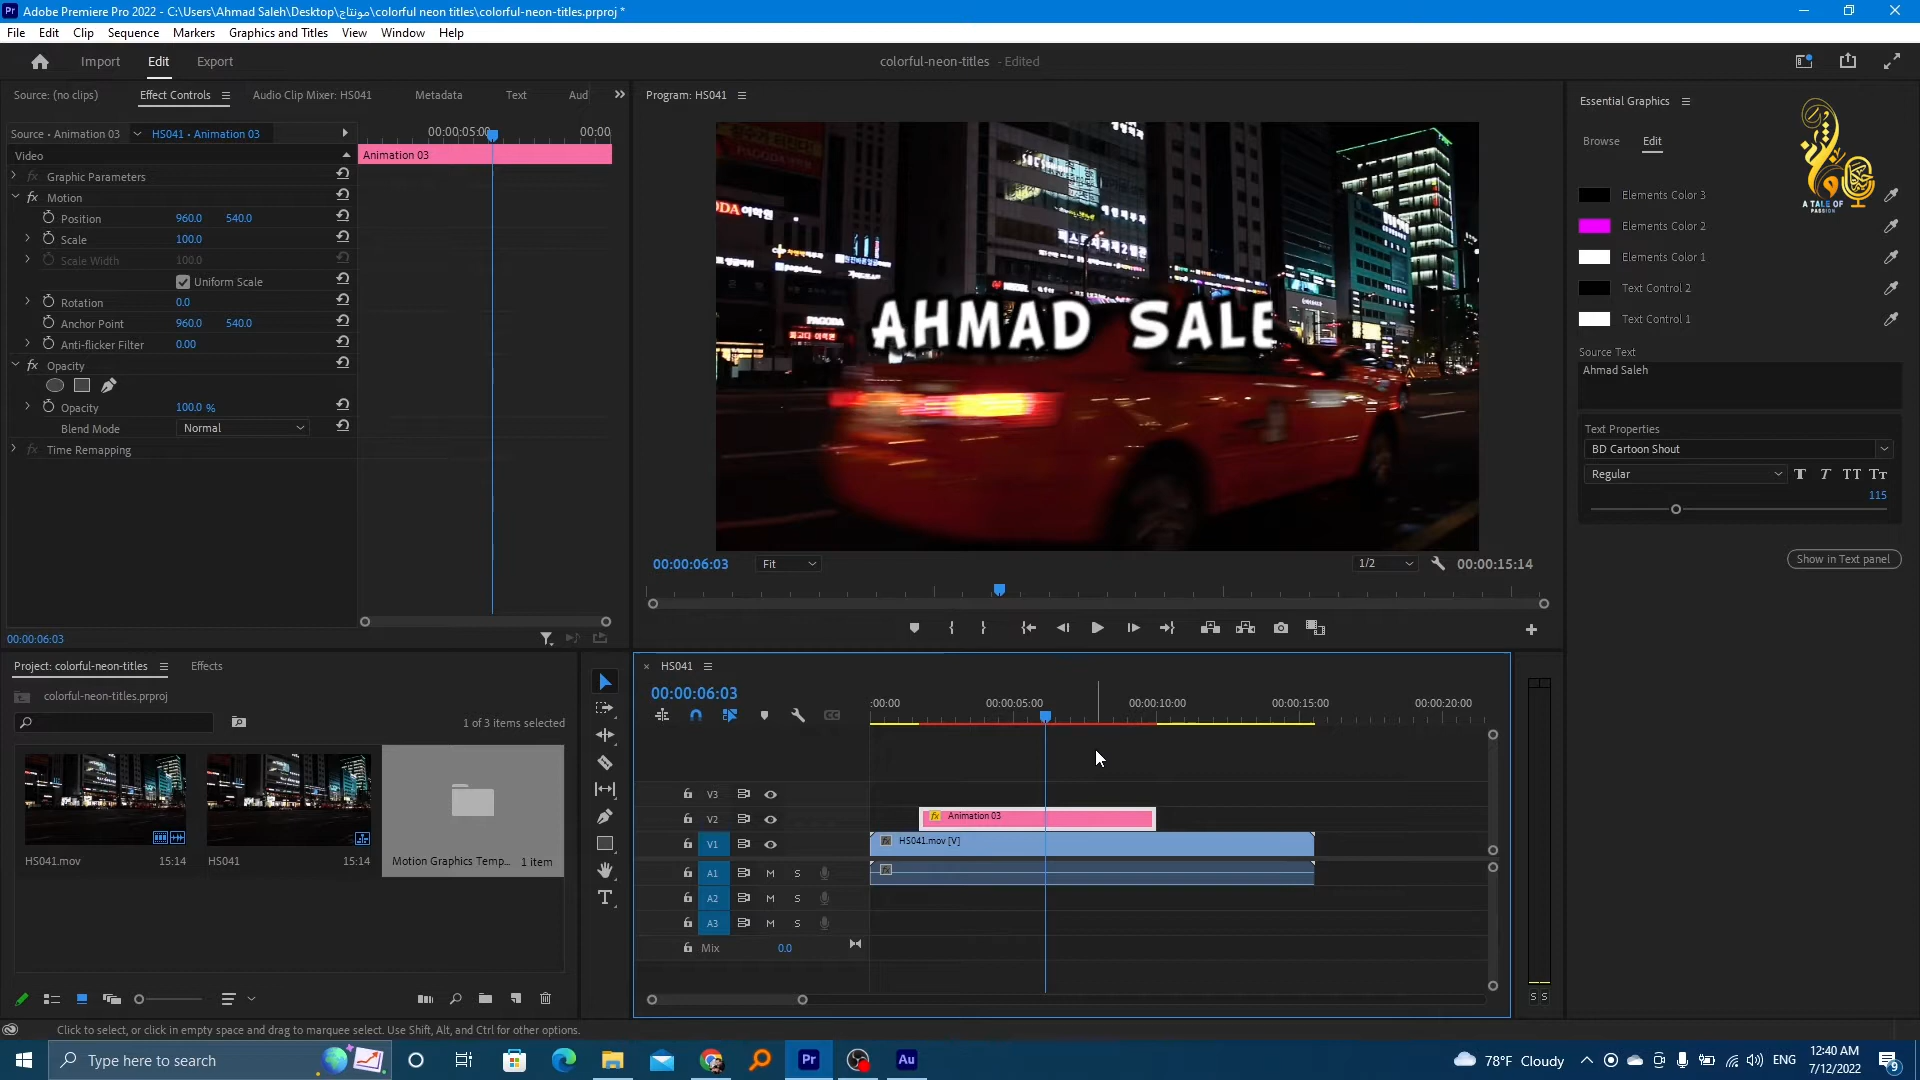 Adobe Premiere Pro 2022 - C:\Users\Ahmad Saleh\Desktop\مونتاج\colorful neon titles\colorful-neon-titles.prproj *
File Edit Clip Sequence Markers Graphics and Titles View Window Help
Import Edit Export
colorful-neon-titles - Edited
Source: (no clips) Effect Controls Audio Clip Mixer: HS041 Metadata Text Aud
Source • Animation 03 HS041 • Animation 03
00:00:05:00 00:00
Video
Animation 03
Graphic Parameters
Motion
Position 960.0 540.0
Scale 100.0
Scale Width 100.0
Uniform Scale
Rotation 0.0
Anchor Point 960.0 540.0
Anti-flicker Filter 0.00
Opacity
Opacity 100.0 %
Blend Mode Normal
Time Remapping
00:00:06:03
Program: HS041
AHMAD SALE
PAGODA
00:00:06:03 Fit 1/2 00:00:15:14
Essential Graphics
Browse Edit
A TALE OF
PASSION
Elements Color 3
Elements Color 2
Elements Color 1
Text Control 2
Text Control 1
Source Text
Ahmad Saleh
Text Properties
BD Cartoon Shout
Regular
T T TT Tт
115
Show in Text panel
Project: colorful-neon-titles Effects
colorful-neon-titles.prproj
1 of 3 items selected
HS041.mov 15:14
HS041 15:14
Motion Graphics Temp... 1 item
HS041
00:00:06:03
:00:00 00:00:05:00 00:00:10:00 00:00:15:00 00:00:20:00
V3
V2
Animation 03
V1
HS041.mov [V]
A1 M S
A2 M S
A3 M S
Mix 0.0
S S
Click to select, or click in empty space and drag to marquee select. Use Shift, Alt, and Ctrl for other options.
Type here to search
Pr
Au
78°F Cloudy
ENG
12:40 AM
7/12/2022
9